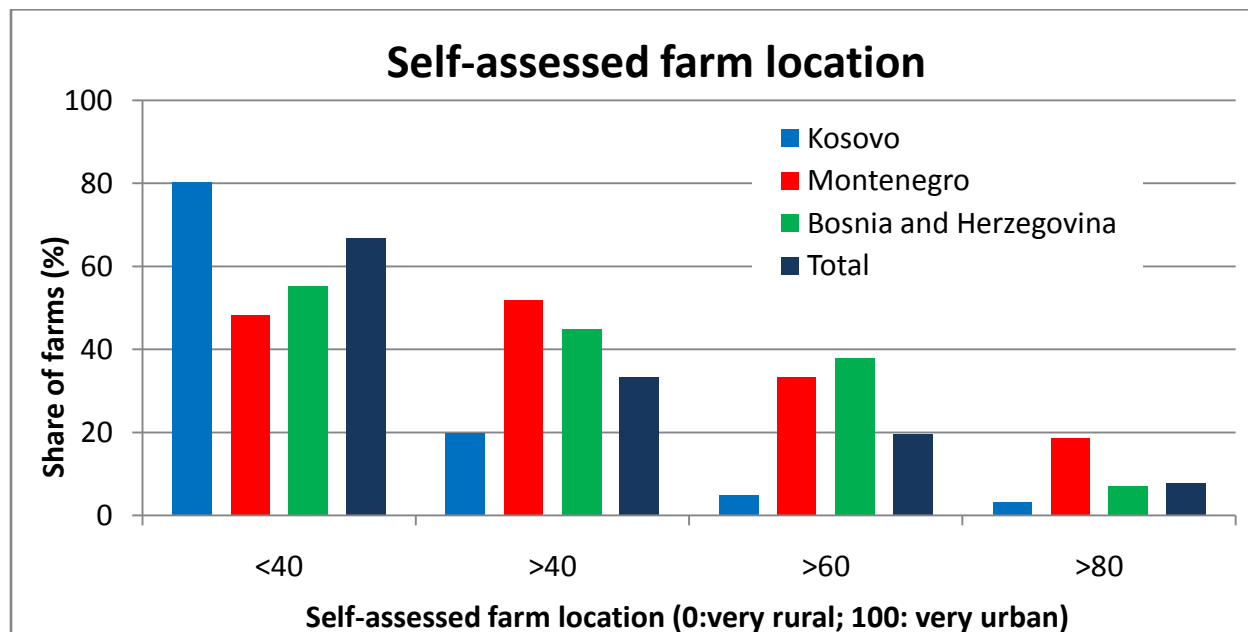 Self-assessed farm location
100
80
60
40
20
0
Share of farms (%)
Kosovo
Montenegro
Bosnia and Herzegovina
Total
<40 >40 >60 >80
Self-assessed farm location (0:very rural; 100: very urban)